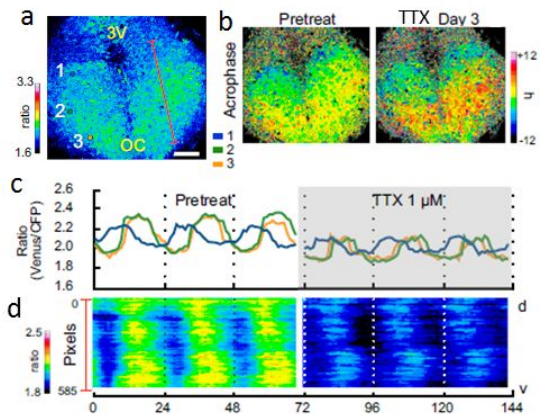 a
3V
1
2
3
OC
3.3
ratio
1.6
b
Pretreat
TTX Day 3
Acrophase
+12
h
-12
1
2
3
c
Ratio
(Venus/CFP)
2.6
2.4
2.2
2.0
1.8
1.6
Pretreat
TTX 1 µM
d
2.5
ratio
1.8
Pixels
0
585
d
v
0 24 48 72 96 120 144